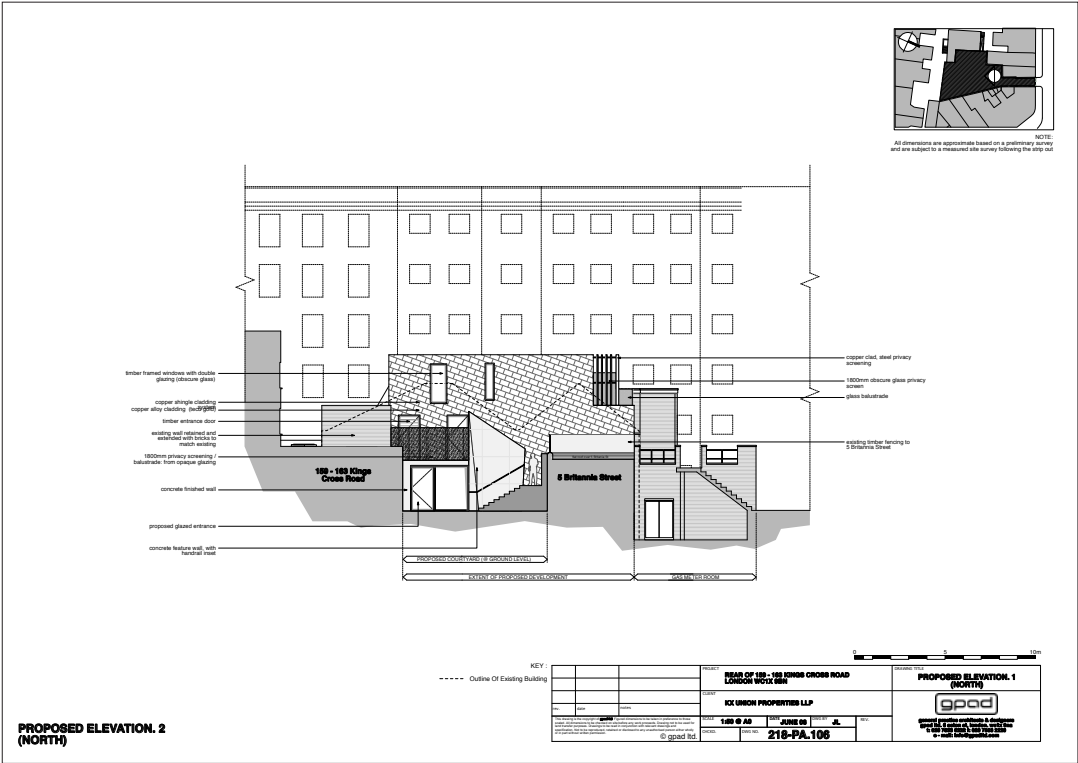 NOTE:
All dimensions are approximate based on a preliminary survey
and are subject to a measured site survey following the strip out
timber framed windows with double
glazing (obscure glass)
copper shingle cladding
copper alloy cladding (tecu gold)
timber entrance door
existing wall retained and
extended with bricks to
match existing
1800mm privacy screening /
balustrade: from opaque glazing
concrete finished wall
proposed glazed entrance
concrete feature wall, with
handrail inset
copper clad, steel privacy
screening
1800mm obscure glass privacy
screen
glass balustrade
existing timber fencing to
5 Britannia Street
159 - 163 Kings
Cross Road
5 Britannia Street
PROPOSED COURTYARD (@ GROUND LEVEL)
EXTENT OF PROPOSED DEVELOPMENT
GAS METER ROOM
0 5 10m
KEY :
Outline Of Existing Building
rev. date notes
© gpad ltd.
PROJECT
REAR OF 159 - 163 KINGS CROSS ROAD
LONDON WC1X 9BN
CLIENT
KX UNION PROPERTIES LLP
SCALE
1:50 @ A0
DATE
JUNE 09
DWG BY
JL
REV.
DWG NO.
218-PA.106
DRAWING TITLE
PROPOSED ELEVATION. 1
(NORTH)
gpad
general practice architects & designers
PROPOSED ELEVATION. 2
(NORTH)